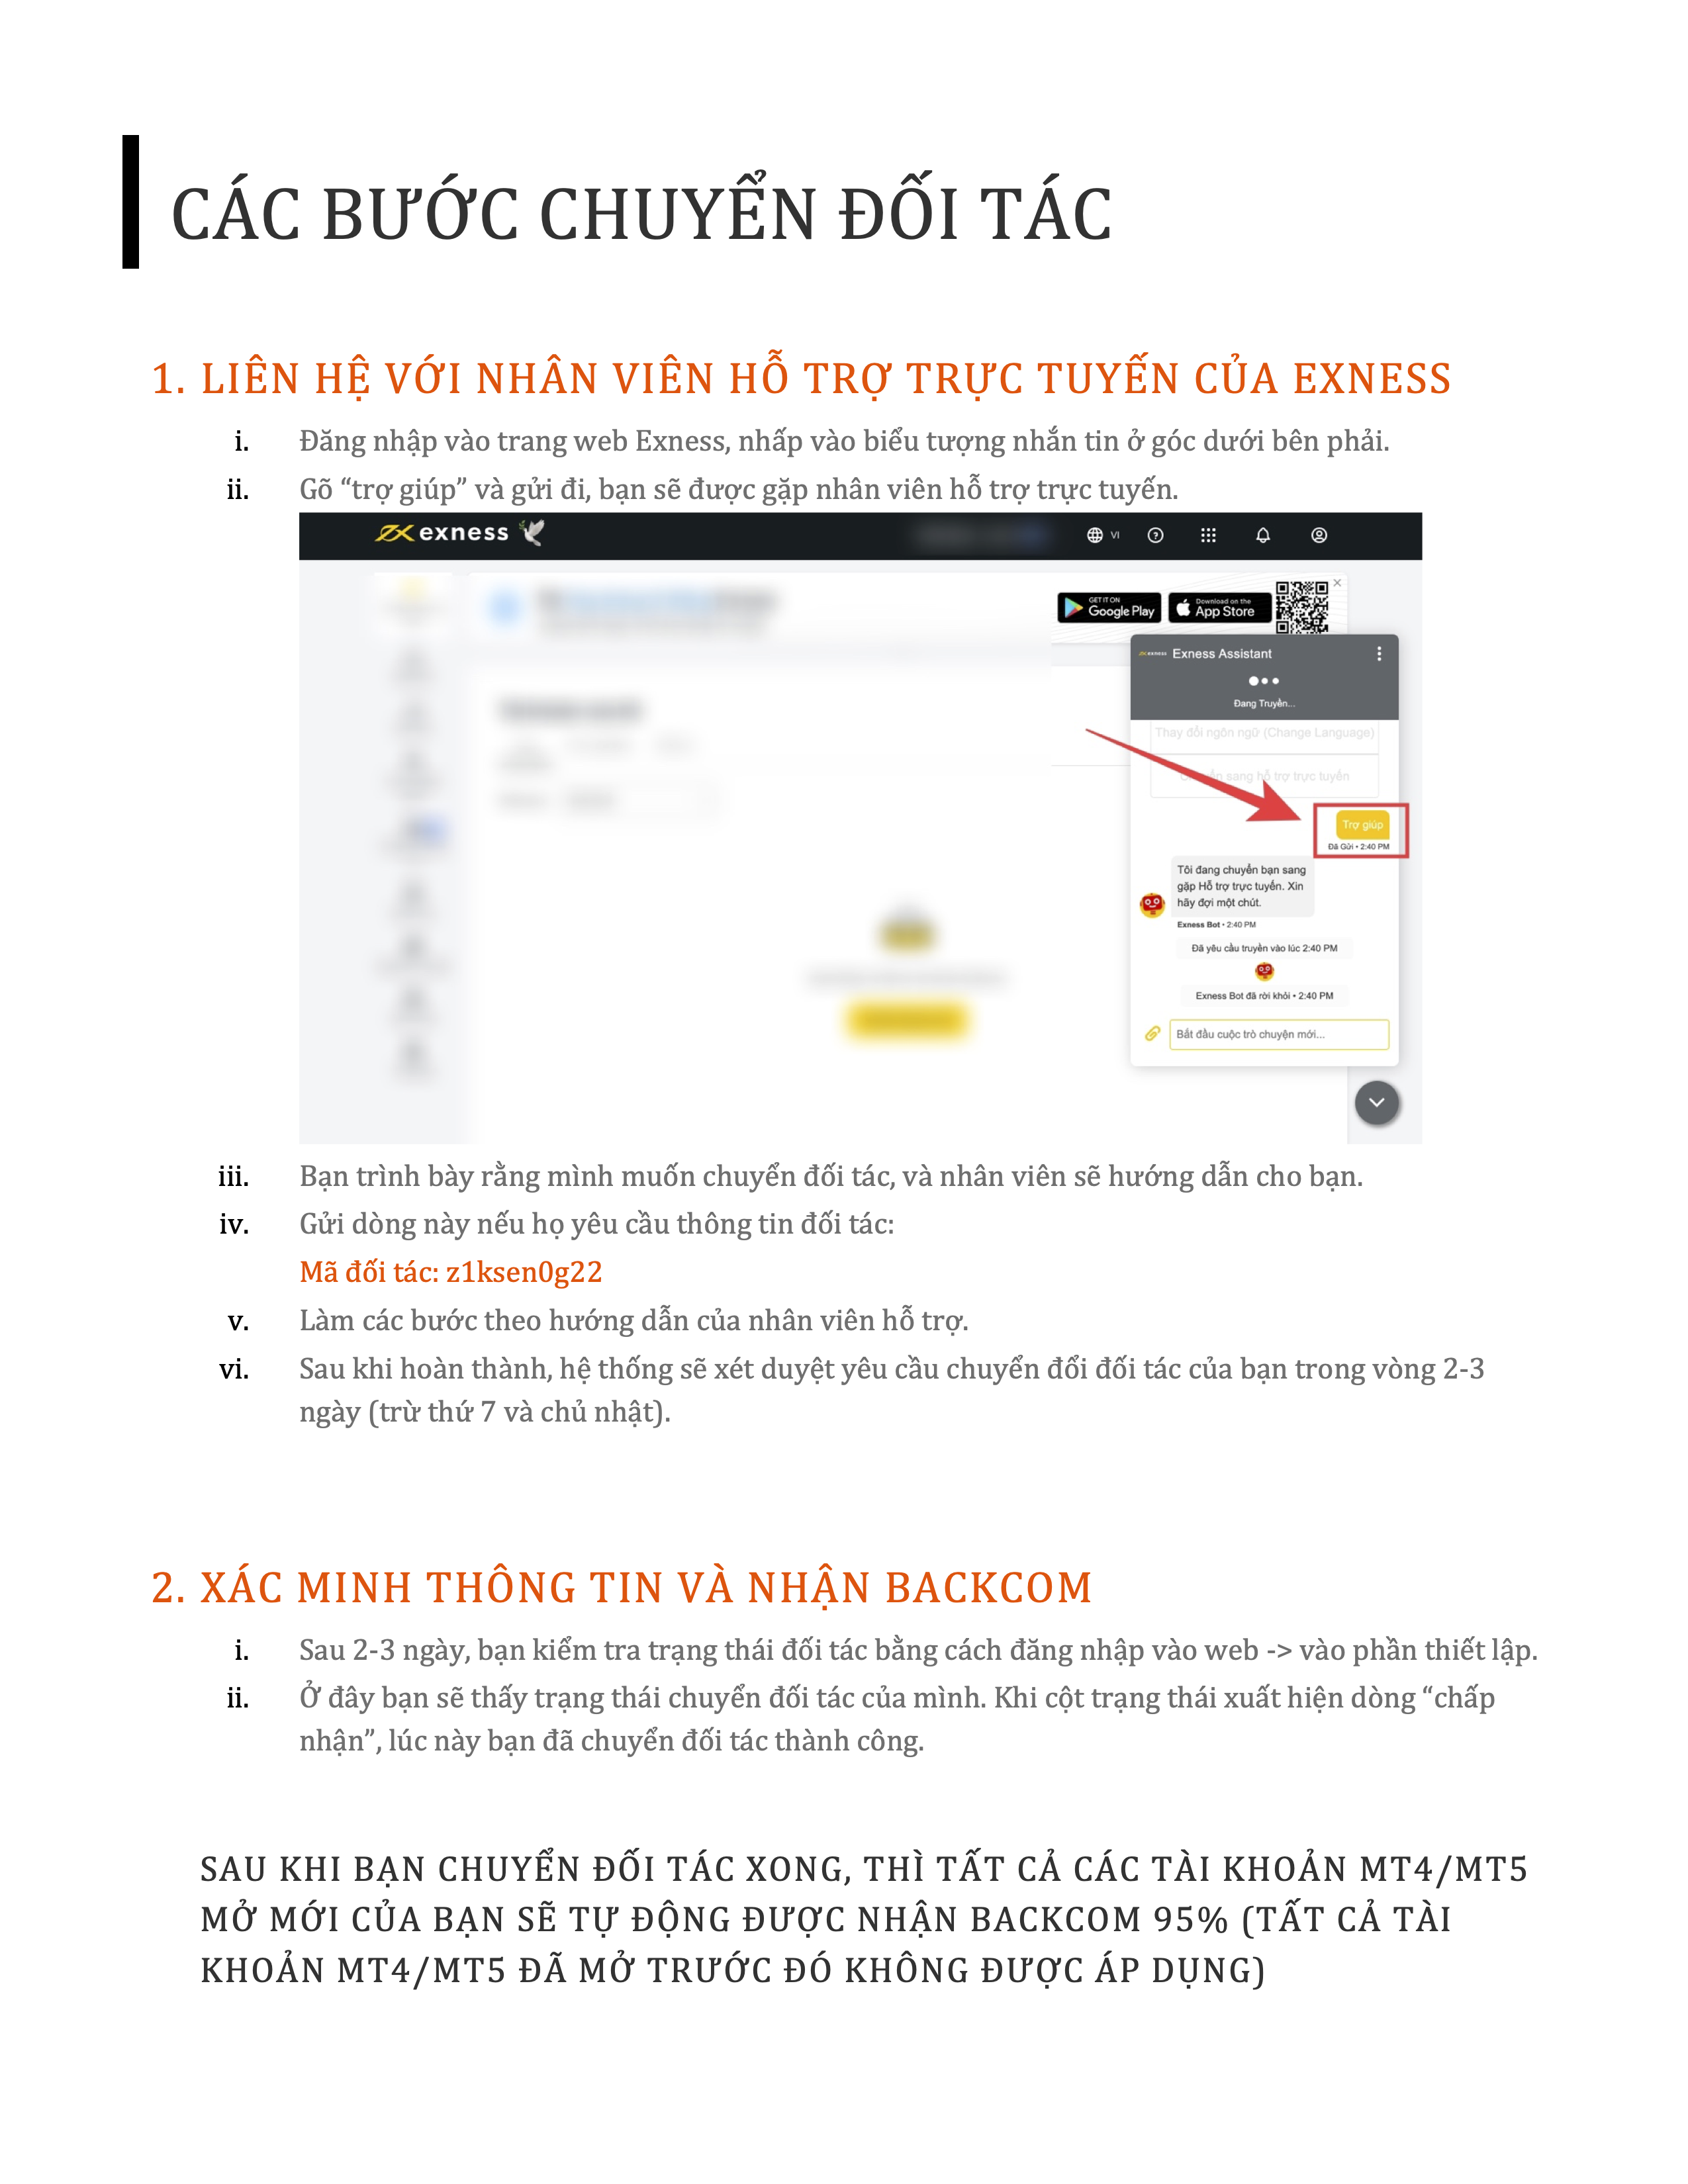 CÁC BƯỚC CHUYỂN ĐỐI TÁC
1. LIÊN HỆ VỚI NHÂN VIÊN HỖ TRỢ TRỰC TUYẾN CỦA EXNESS
i. Đăng nhập vào trang web Exness, nhấp vào biểu tượng nhắn tin ở góc dưới bên phải.
ii. Gõ “trợ giúp” và gửi đi, bạn sẽ được gặp nhân viên hỗ trợ trực tuyến.
exness
VI
GET IT ON
Google Play
Download on the
App Store
exness Exness Assistant
Đang Truyền...
Thay đổi ngôn ngữ (Change Language)
sang hỗ trợ trực tuyến
Trợ giúp
Đã Gửi • 2:40 PM
Tôi đang chuyển bạn sang
gặp Hỗ trợ trực tuyến. Xin
hãy đợi một chút.
Exness Bot • 2:40 PM
Đã yêu cầu truyền vào lúc 2:40 PM
Exness Bot đã rời khỏi • 2:40 PM
Bắt đầu cuộc trò chuyện mới...
iii. Bạn trình bày rằng mình muốn chuyển đối tác, và nhân viên sẽ hướng dẫn cho bạn.
iv. Gửi dòng này nếu họ yêu cầu thông tin đối tác:
Mã đối tác: z1ksen0g22
v. Làm các bước theo hướng dẫn của nhân viên hỗ trợ.
vi. Sau khi hoàn thành, hệ thống sẽ xét duyệt yêu cầu chuyển đổi đối tác của bạn trong vòng 2-3
ngày (trừ thứ 7 và chủ nhật).
2. XÁC MINH THÔNG TIN VÀ NHẬN BACKCOM
i. Sau 2-3 ngày, bạn kiểm tra trạng thái đối tác bằng cách đăng nhập vào web -> vào phần thiết lập.
ii. Ở đây bạn sẽ thấy trạng thái chuyển đối tác của mình. Khi cột trạng thái xuất hiện dòng “chấp
nhận”, lúc này bạn đã chuyển đối tác thành công.
SAU KHI BẠN CHUYỂN ĐỐI TÁC XONG, THÌ TẤT CẢ CÁC TÀI KHOẢN MT4/MT5
MỞ MỚI CỦA BẠN SẼ TỰ ĐỘNG ĐƯỢC NHẬN BACKCOM 95% (TẤT CẢ TÀI
KHOẢN MT4/MT5 ĐÃ MỞ TRƯỚC ĐÓ KHÔNG ĐƯỢC ÁP DỤNG)